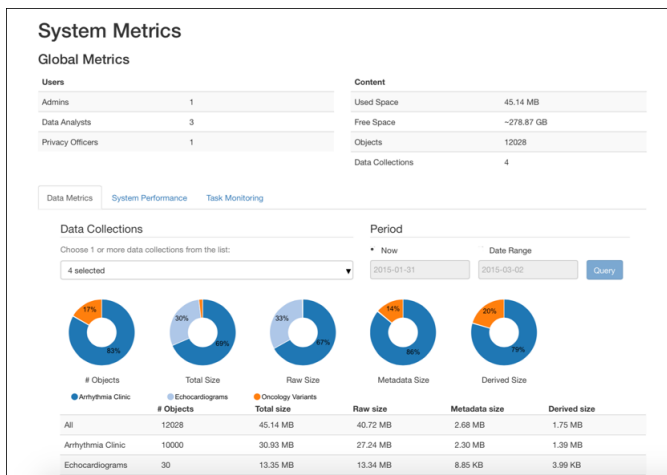 System Metrics
Global Metrics
Users
Admins 1
Data Analysts 3
Privacy Officers 1
Content
Used Space 45.14 MB
Free Space ~278.87 GB
Objects 12028
Data Collections 4
Data Metrics System Performance Task Monitoring
Data Collections
Choose 1 or more data collections from the list:
4 selected
Period
Now Date Range
2015-01-31 2015-03-02 Query
17% 83%
30% 69%
33% 67%
14% 86%
20% 79%
# Objects Total Size Raw Size Metadata Size Derived Size
Arrhythmia Clinic Echocardiograms Oncology Variants
# Objects Total size Raw size Metadata size Derived size
All 12028 45.14 MB 40.72 MB 2.68 MB 1.75 MB
Arrhythmia Clinic 10000 30.93 MB 27.24 MB 2.30 MB 1.39 MB
Echocardiograms 30 13.35 MB 13.34 MB 8.85 KB 3.99 KB